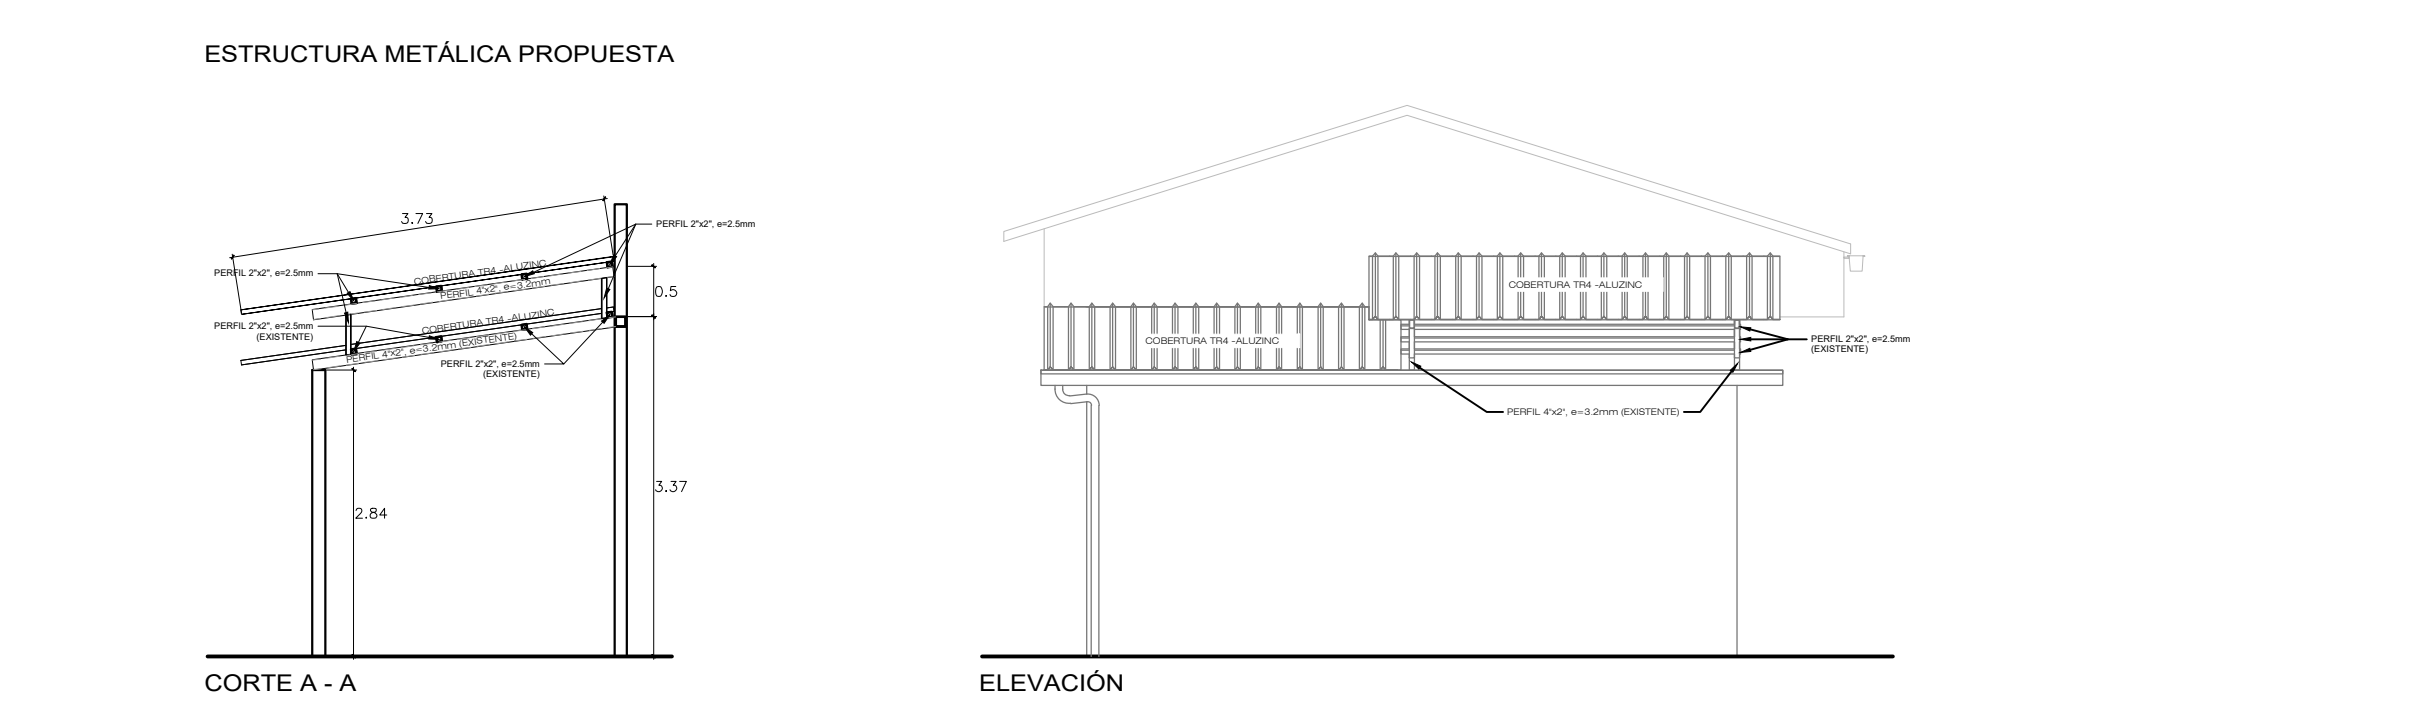 ESTRUCTURA METÁLICA PROPUESTA
3.73
PERFIL 2"x2", e=2.5mm
PERFIL 2"x2", e=2.5mm
COBERTURA TR4 -ALUZINC
PERFIL 4"x2", e=3.2mm
0.5
PERFIL 2"x2", e=2.5mm
(EXISTENTE)
COBERTURA TR4 -ALUZINC
PERFIL 4"x2", e=3.2mm (EXISTENTE)
PERFIL 2"x2", e=2.5mm
(EXISTENTE)
3.37
2.84
CORTE A - A
COBERTURA TR4 -ALUZINC
COBERTURA TR4 -ALUZINC
PERFIL 2"x2", e=2.5mm
(EXISTENTE)
PERFIL 4"x2", e=3.2mm (EXISTENTE)
ELEVACIÓN